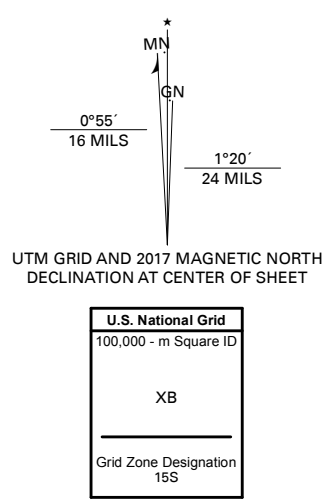 ★
MN
GN
0°55´
16 MILS
1°20´
24 MILS
UTM GRID AND 2017 MAGNETIC NORTH
DECLINATION AT CENTER OF SHEET
U.S. National Grid
100,000 - m Square ID
XB
Grid Zone Designation
15S